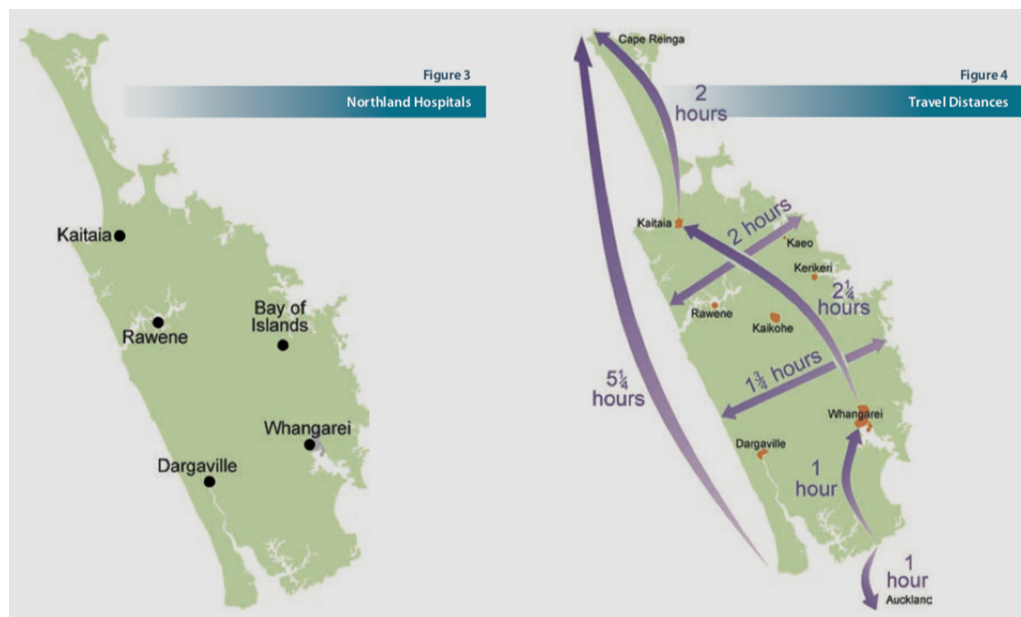 Figure 3
Northland Hospitals
Kaitaia
Rawene
Bay of
Islands
Whangarei
Dargaville
Figure 4
Travel Distances
Cape Reinga
2
hours
Kaitaia
2 hours
Kaeo
Kerikeri
2¼
hours
Rawene
Kaikohe
5¼
hours
1¾ hours
Whangarei
Dargaville
1
hour
1
hour
Aucklanc